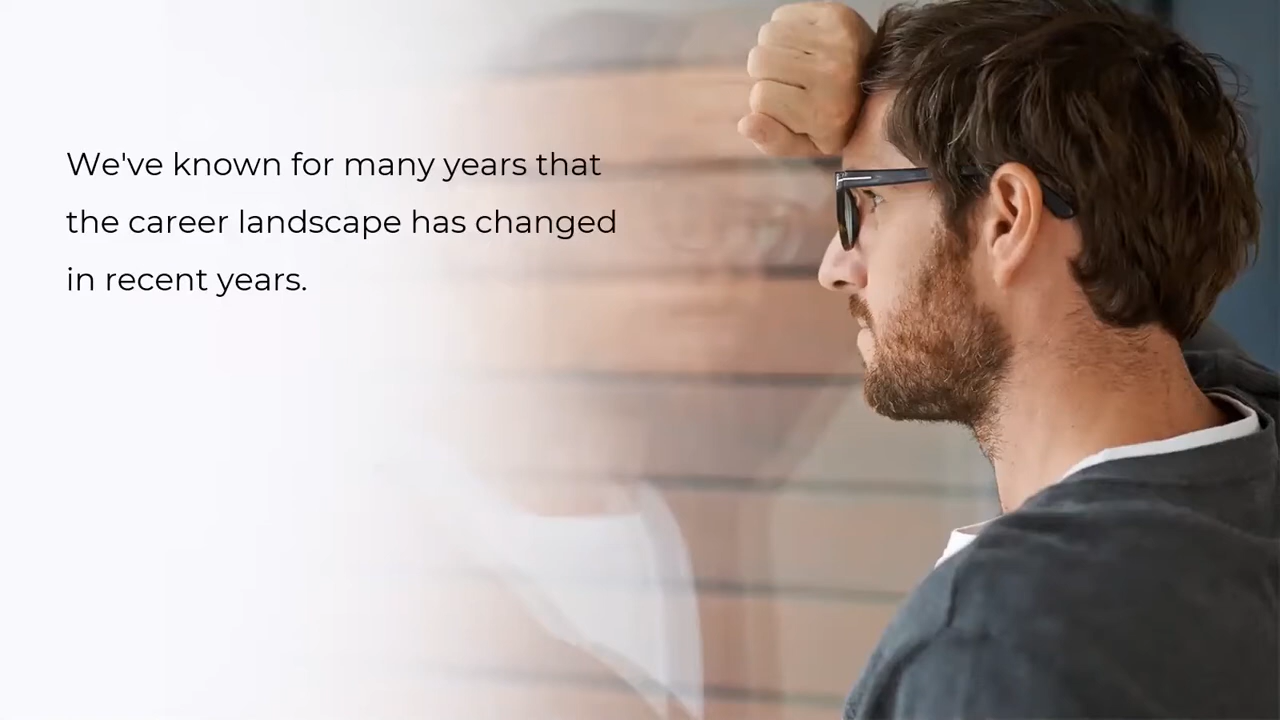 We've known for many years that
the career landscape has changed
in recent years.